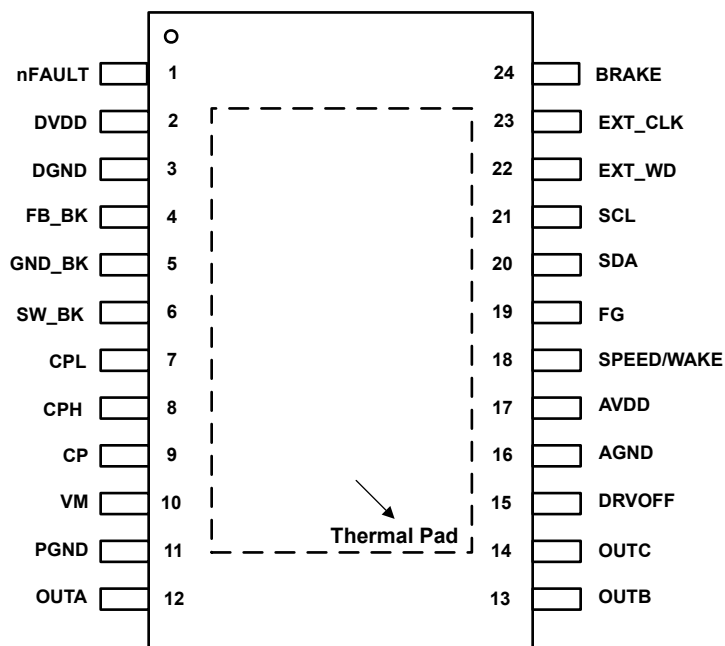 nFAULT 1 24 BRAKE
DVDD 2 23 EXT_CLK
DGND 3 22 EXT_WD
FB_BK 4 21 SCL
GND_BK 5 20 SDA
SW_BK 6 19 FG
CPL 7 18 SPEED/WAKE
CPH 8 17 AVDD
CP 9 16 AGND
VM 10 15 DRVOFF
Thermal Pad
PGND 11 14 OUTC
OUTA 12 13 OUTB